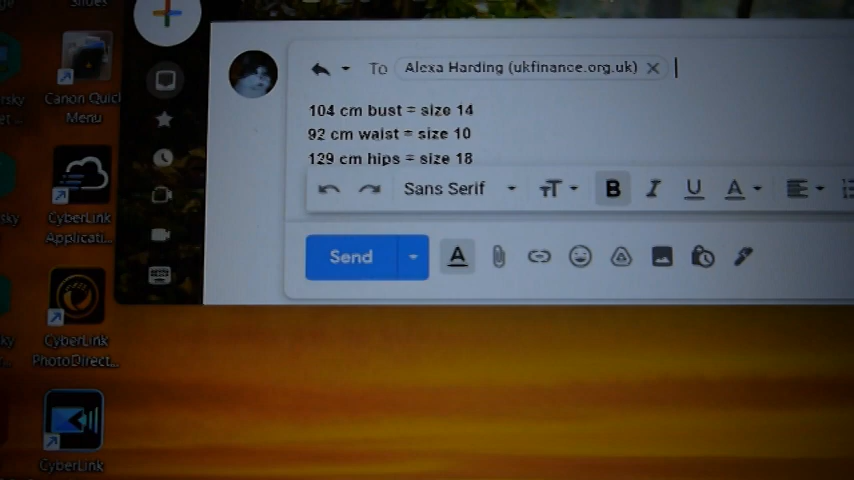 Canon Quick
Menu
CyberLink
Applicati...
CyberLink
PhotoDirect...
CyberLink
To Alexa Harding (ukfinance.org.uk)
104 cm bust = size 14
92 cm waist = size 10
129 cm hips = size 18
Sans Serif
B I U A
Send A